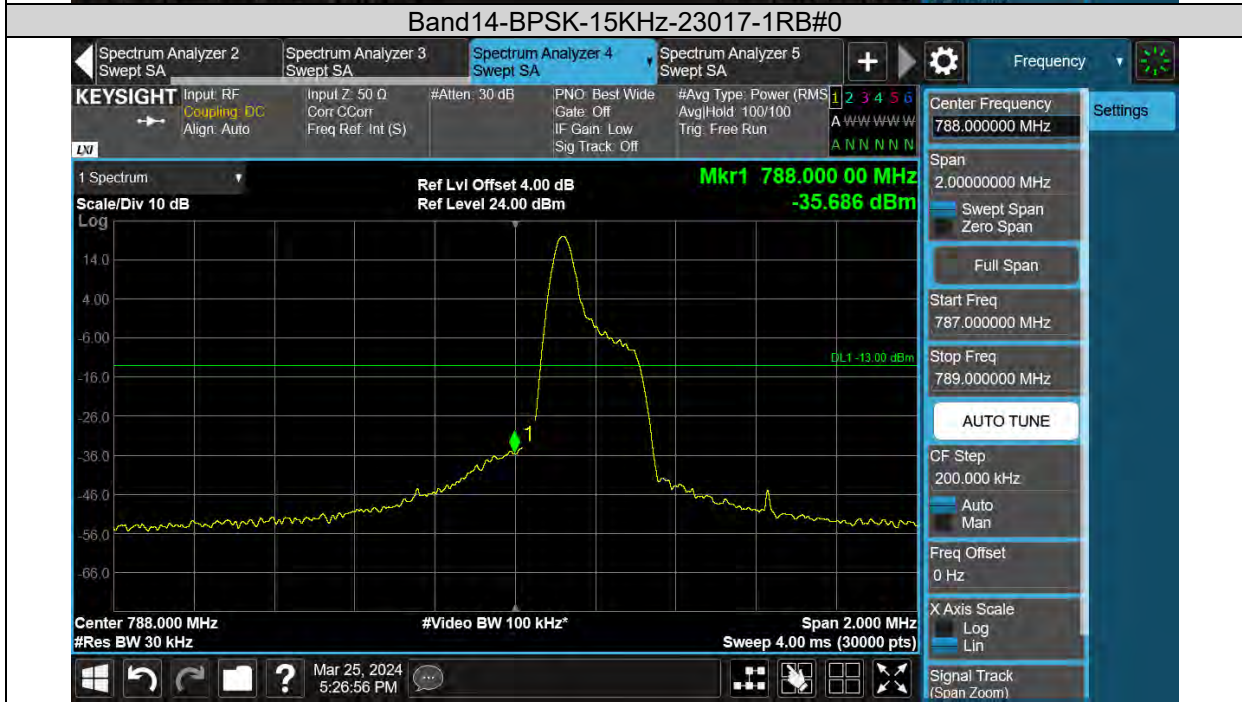 Band14-BPSK-15KHz-23017-1RB#0
Spectrum Analyzer 2
Swept SA
Spectrum Analyzer 3
Swept SA
Spectrum Analyzer 4
Swept SA
Spectrum Analyzer 5
Swept SA
+
Frequency
KEYSIGHT
LXI
Input: RF
Coupling: DC
Align: Auto
Input Z: 50 Ω
Corr CCorr
Freq Ref: Int (S)
#Atten: 30 dB
PNO: Best Wide
Gate: Off
IF Gain: Low
Sig Track: Off
#Avg Type: Power (RMS
Avg|Hold: 100/100
Trig: Free Run
1 2 3 4 5 6
A W W W W W
A N N N N N
Center Frequency
788.000000 MHz
Settings
Span
2.00000000 MHz
Swept Span
Zero Span
Full Span
Start Freq
787.000000 MHz
Stop Freq
789.000000 MHz
AUTO TUNE
CF Step
200.000 kHz
Auto
Man
Freq Offset
0 Hz
X Axis Scale
Log
Lin
Signal Track
(Span Zoom)
1 Spectrum
Scale/Div 10 dB
Log
Ref Lvl Offset 4.00 dB
Ref Level 24.00 dBm
Mkr1 788.000 00 MHz
-35.686 dBm
14.0
4.00
-6.00
-16.0
-26.0
-36.0
-46.0
-56.0
-66.0
DL1 -13.00 dBm
1
Center 788.000 MHz
#Res BW 30 kHz
#Video BW 100 kHz*
Span 2.000 MHz
Sweep 4.00 ms (30000 pts)
?
Mar 25, 2024
5:26:56 PM